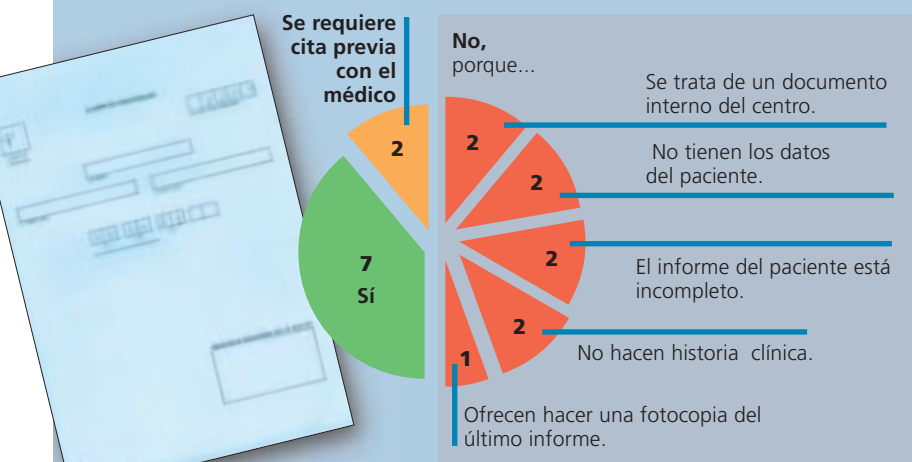 Se requiere
cita previa
con el
médico
No,
porque...
Se trata de un documento
interno del centro.
No tienen los datos
del paciente.
El informe del paciente está
incompleto.
No hacen historia clínica.
Ofrecen hacer una fotocopia del
último informe.
2
7
Sí
2
2
2
2
1